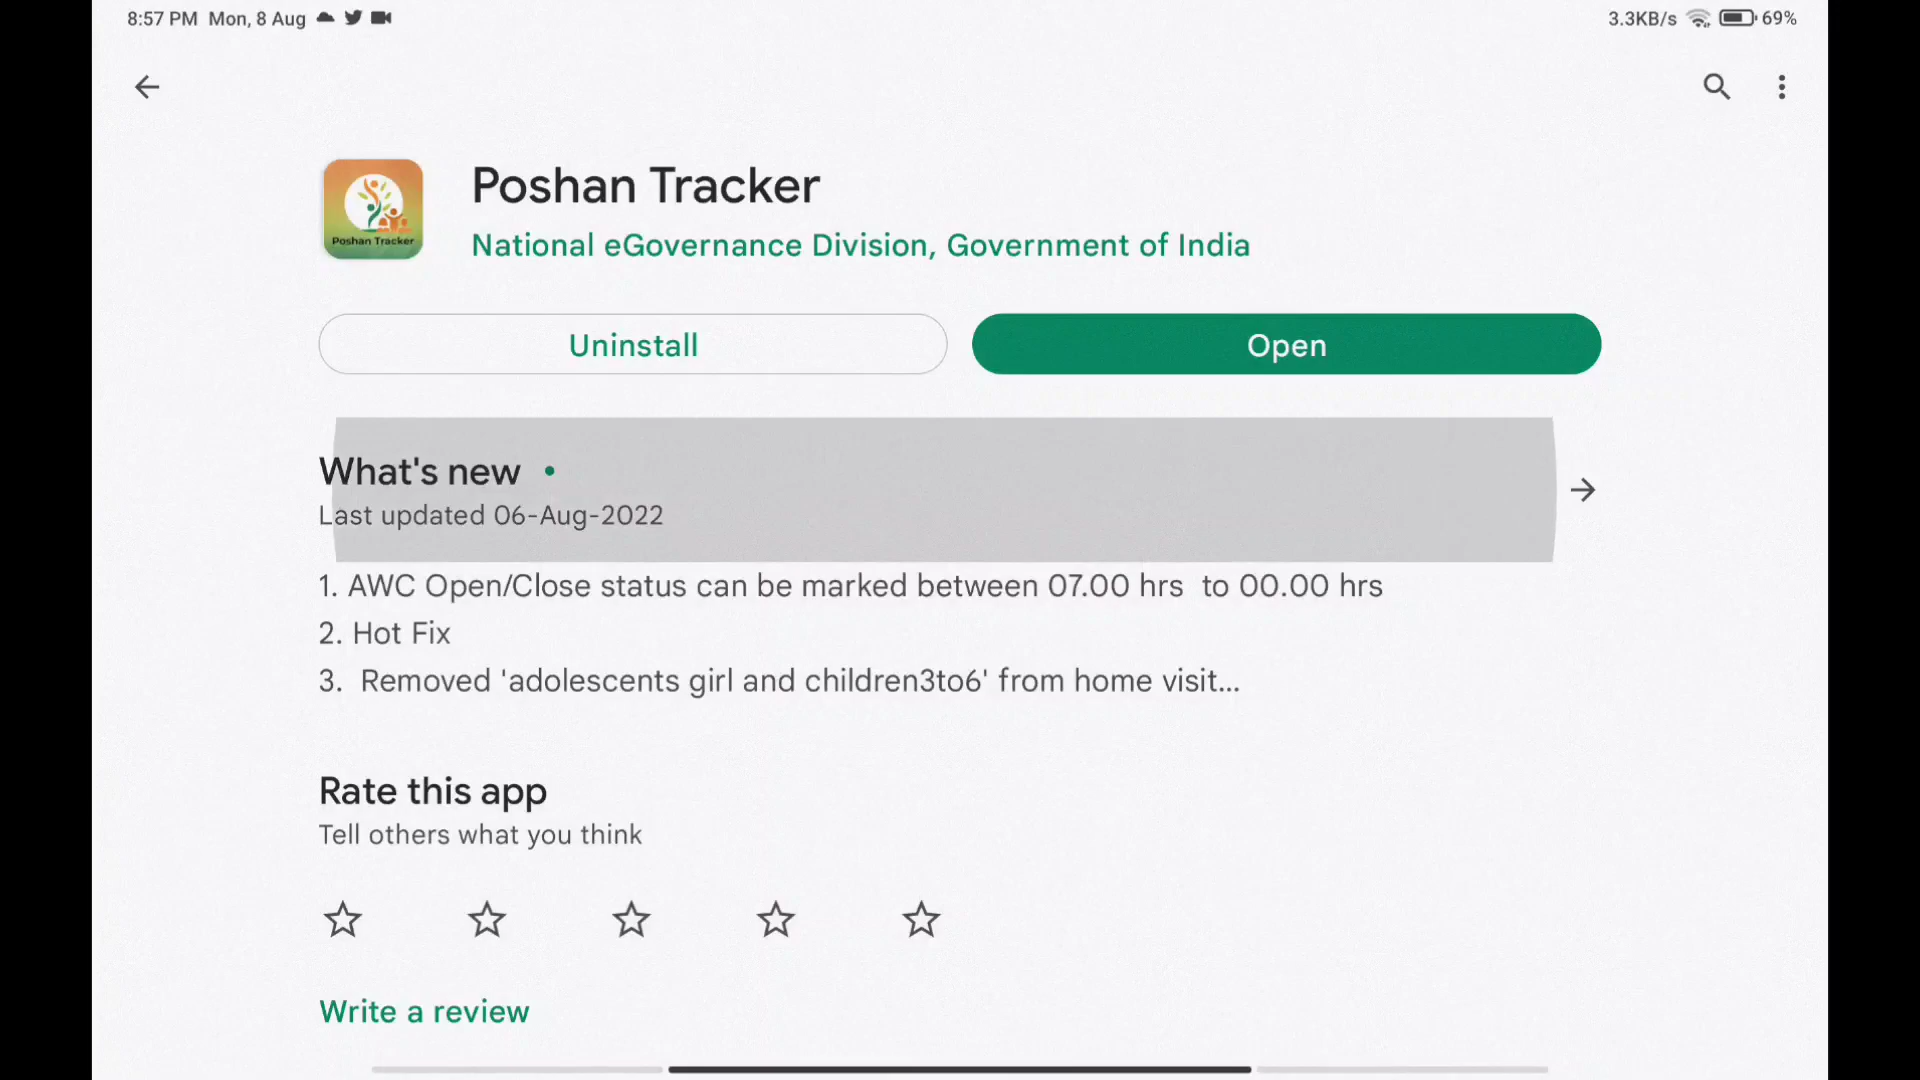 8:57 PM Mon, 8 Aug
3.3KB/s 69%
Poshan Tracker
Poshan Tracker
National eGovernance Division, Government of India
Uninstall
Open
What's new
Last updated 06-Aug-2022
1. AWC Open/Close status can be marked between 07.00 hrs  to 00.00 hrs
2. Hot Fix
3.  Removed 'adolescents girl and children3to6' from home visit...
Rate this app
Tell others what you think
Write a review